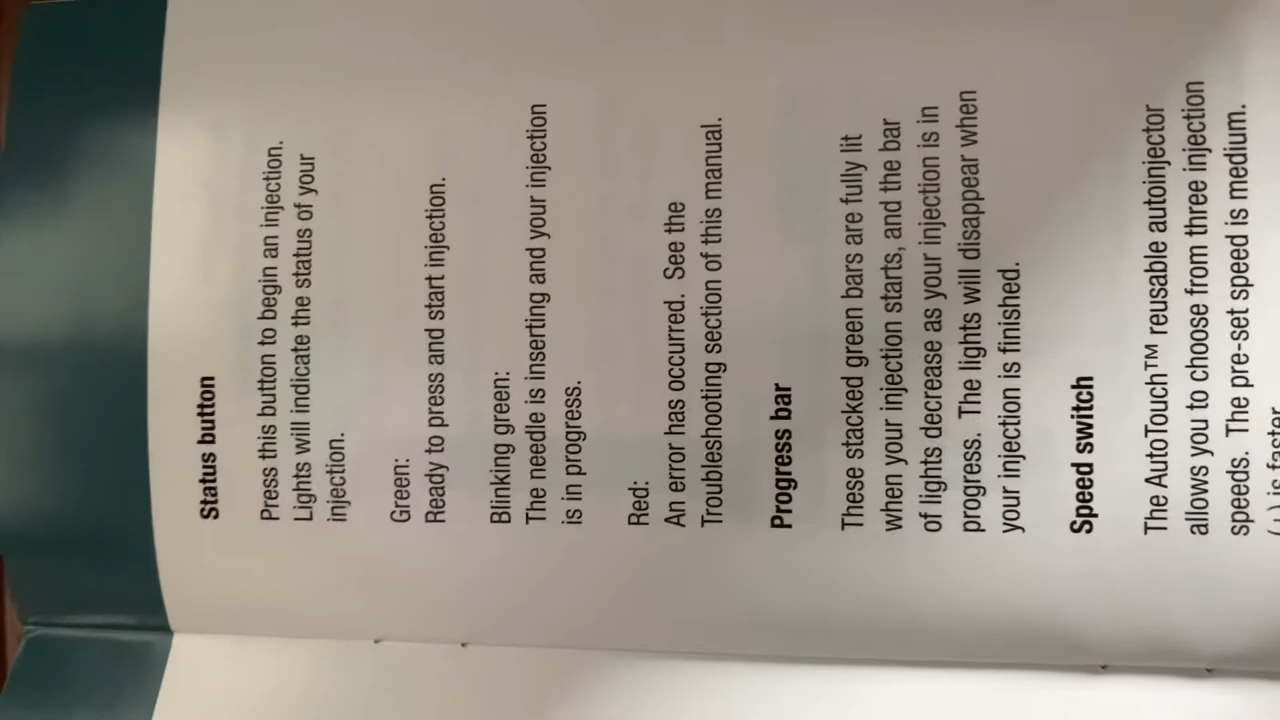 Status button
Press this button to begin an injection.
Lights will indicate the status of your
injection.
Green:
Ready to press and start injection.
Blinking green:
The needle is inserting and your injection
is in progress.
Red:
An error has occurred. See the
Troubleshooting section of this manual.
Progress bar
These stacked green bars are fully lit
when your injection starts, and the bar
of lights decrease as your injection is in
progress. The lights will disappear when
your injection is finished.
Speed switch
The AutoTouch™ reusable autoinjector
allows you to choose from three injection
speeds. The pre-set speed is medium.
is faster